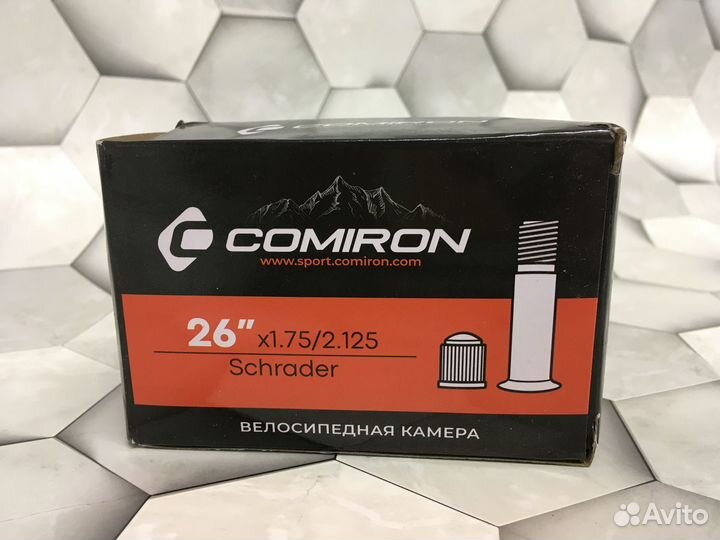 COMIRON
COMIRON
www.sport.comiron.com
26" x1.75/2.125
Schrader
ВЕЛОСИПЕДНАЯ КАМЕРА
Avito